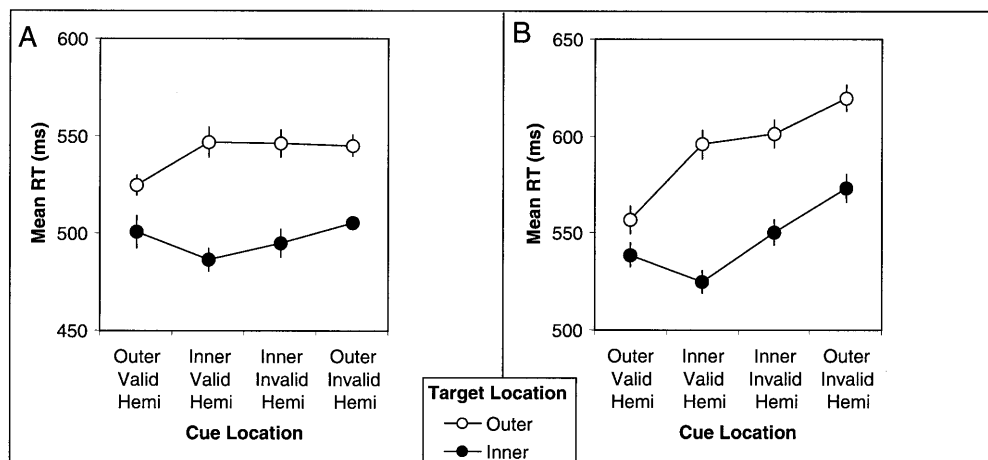 A
600
550
500
450
Mean RT (ms)
Outer Valid Hemi
Inner Valid Hemi
Inner Invalid Hemi
Outer Invalid Hemi
Cue Location
B
650
600
550
500
Mean RT (ms)
Outer Valid Hemi
Inner Valid Hemi
Inner Invalid Hemi
Outer Invalid Hemi
Cue Location
Target Location
Outer
Inner